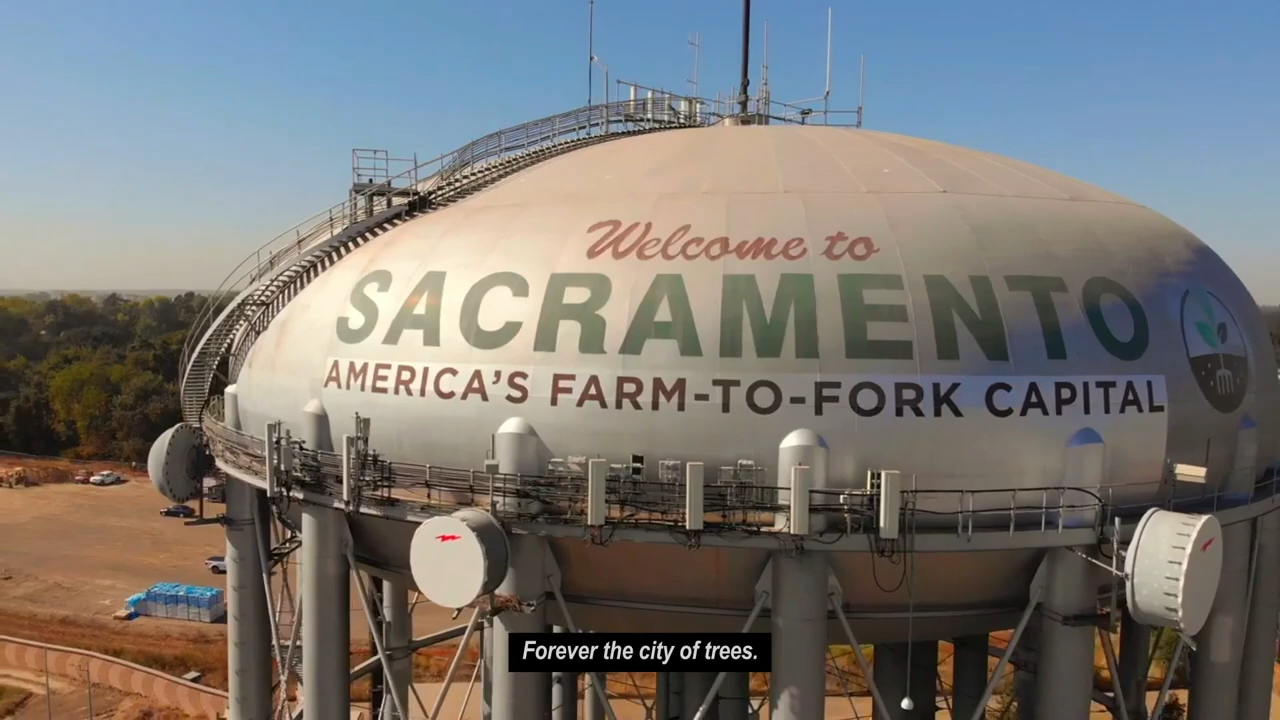 Welcome to
SACRAMENTO
AMERICA'S FARM-TO-FORK CAPITAL
Forever the city of trees.